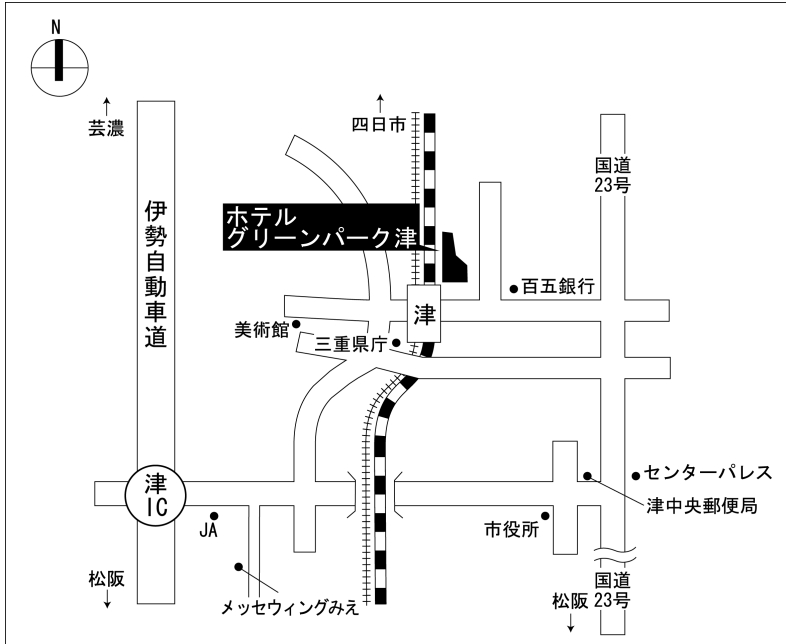 N
芸濃
四日市
国道
23号
伊勢自動車道
ホテル
グリーンパーク津
百五銀行
津
美術館
三重県庁
津
IC
センターパレス
津中央郵便局
JA
市役所
松阪
メッセウィングみえ
松阪
国道
23号